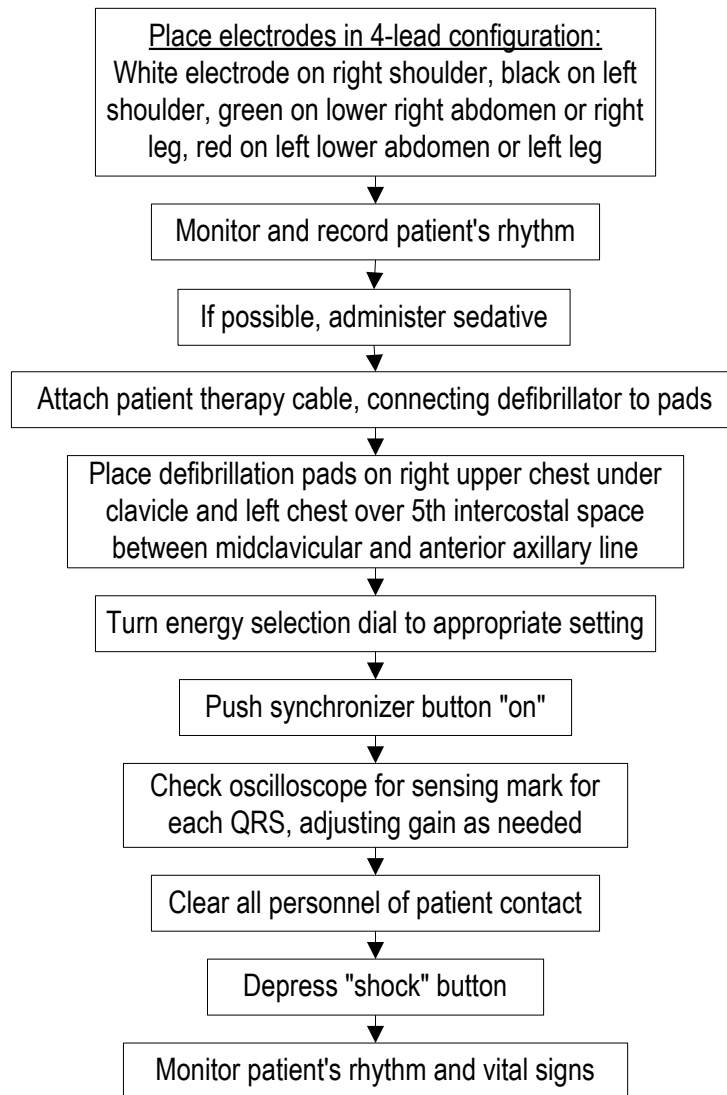 Place electrodes in 4-lead configuration:
White electrode on right shoulder, black on left
shoulder, green on lower right abdomen or right
leg, red on left lower abdomen or left leg
Monitor and record patient's rhythm
If possible, administer sedative
Attach patient therapy cable, connecting defibrillator to pads
Place defibrillation pads on right upper chest under
clavicle and left chest over 5th intercostal space
between midclavicular and anterior axillary line
Turn energy selection dial to appropriate setting
Push synchronizer button "on"
Check oscilloscope for sensing mark for
each QRS, adjusting gain as needed
Clear all personnel of patient contact
Depress "shock" button
Monitor patient's rhythm and vital signs